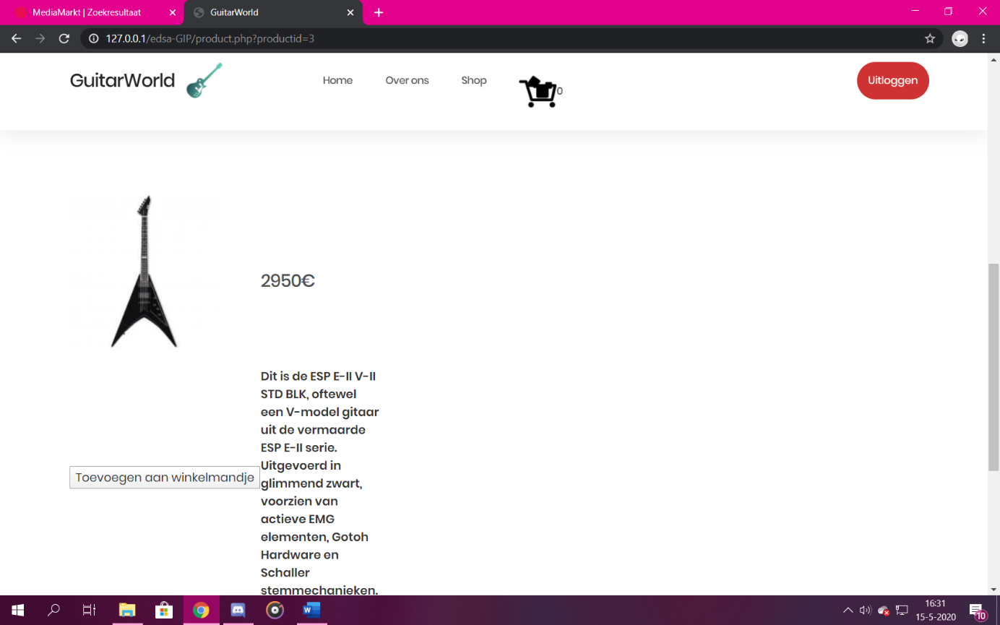 MediaMarkt | Zoekresultaat
GuitarWorld
127.0.0.1/edsa-GIP/product.php?productid=3
GuitarWorld
Home
Over ons
Shop
0
Uitloggen
2950€
Dit is de ESP E-II V-II
STD BLK, oftewel
een V-model gitaar
uit de vermaarde
ESP E-II serie.
Uitgevoerd in
glimmend zwart,
voorzien van
actieve EMG
elementen, Gotoh
Hardware en
Schaller
stemmechanieken.
Toevoegen aan winkelmandje
16:31
15-5-2020
10